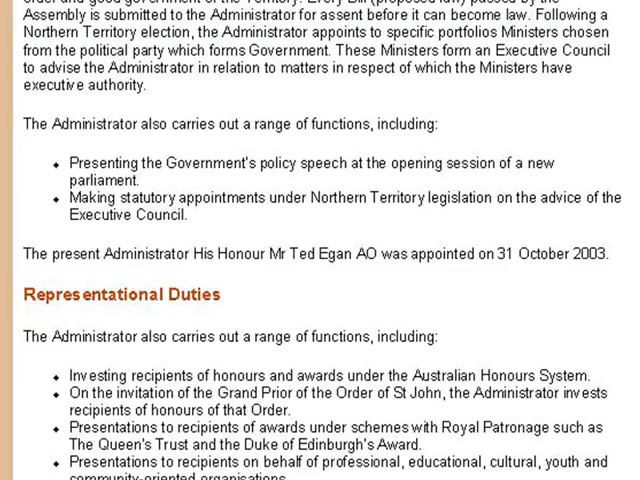 order and good government of the Territory. Every Bill (proposed law) passed by the
Assembly is submitted to the Administrator for assent before it can become law. Following a
Northern Territory election, the Administrator appoints to specific portfolios Ministers chosen
from the political party which forms Government. These Ministers form an Executive Council
to advise the Administrator in relation to matters in respect of which the Ministers have
executive authority.
The Administrator also carries out a range of functions, including:
Presenting the Government's policy speech at the opening session of a new
parliament.
Making statutory appointments under Northern Territory legislation on the advice of the
Executive Council.
The present Administrator His Honour Mr Ted Egan AO was appointed on 31 October 2003.
Representational Duties
The Administrator also carries out a range of functions, including:
Investing recipients of honours and awards under the Australian Honours System.
On the invitation of the Grand Prior of the Order of St John, the Administrator invests
recipients of honours of that Order.
Presentations to recipients of awards under schemes with Royal Patronage such as
The Queen's Trust and the Duke of Edinburgh's Award.
Presentations to recipients on behalf of professional, educational, cultural, youth and
community-oriented organisations.